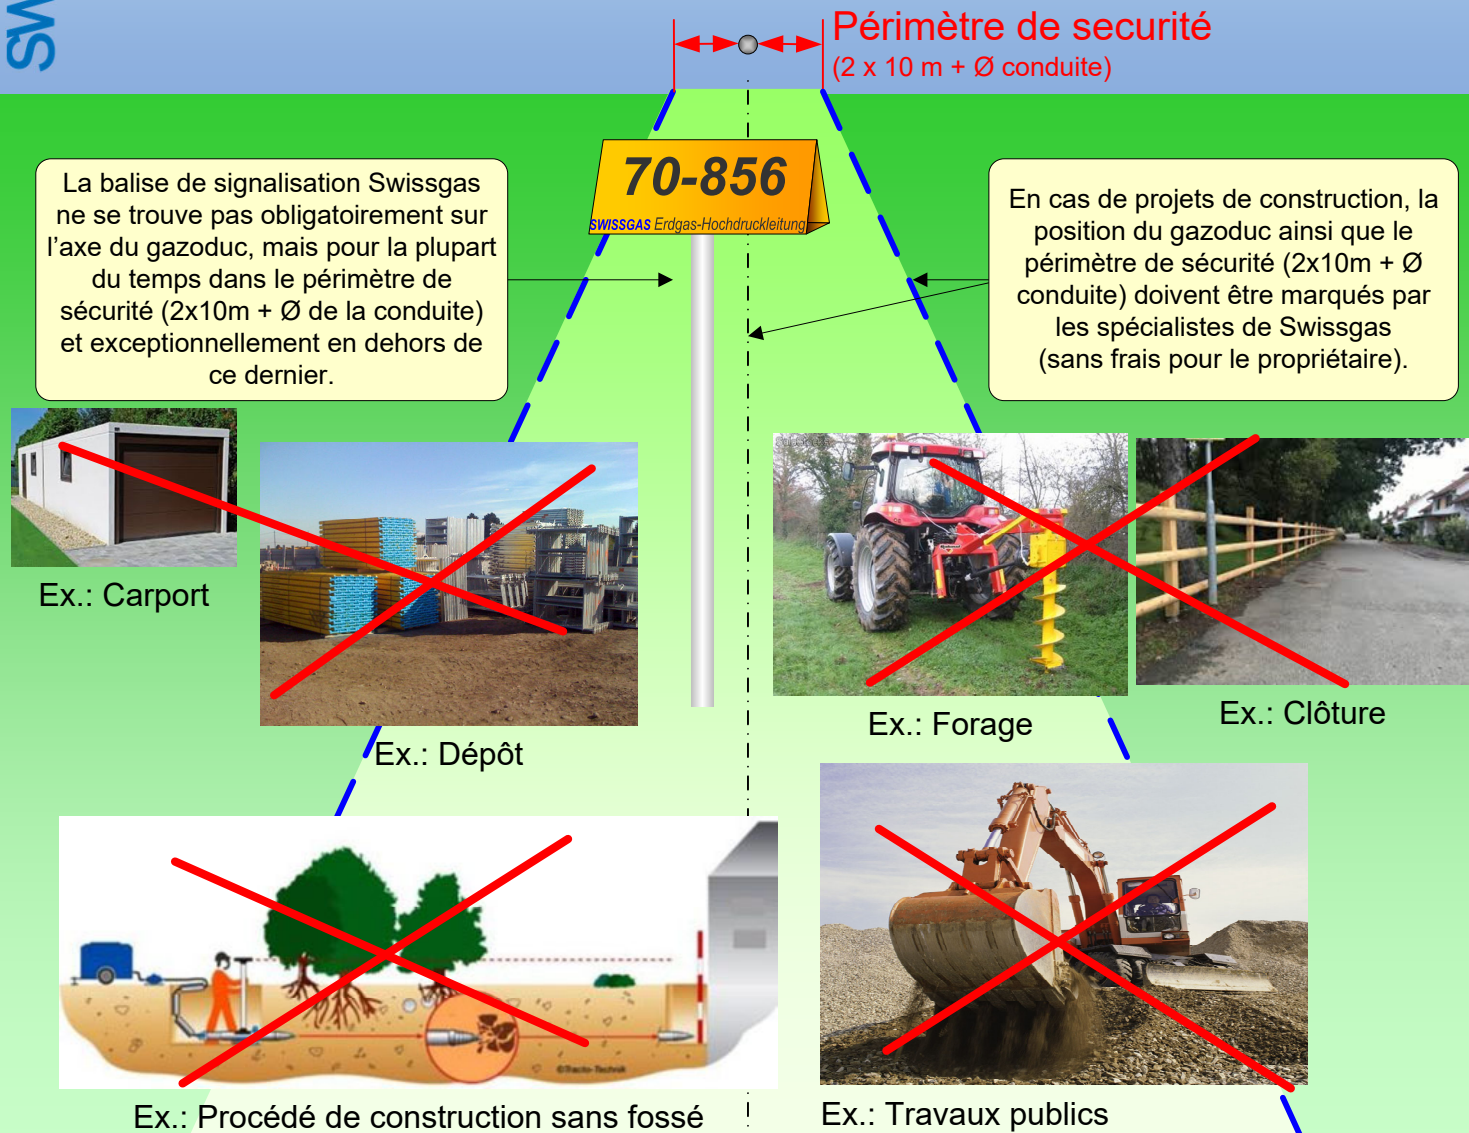 SW
Périmètre de securité
(2 x 10 m + Ø conduite)
70-856
SWISSGAS Erdgas-Hochdruckleitung
La balise de signalisation Swissgas
ne se trouve pas obligatoirement sur
l'axe du gazoduc, mais pour la plupart
du temps dans le périmètre de
sécurité (2x10m + Ø de la conduite)
et exceptionnellement en dehors de
ce dernier.
En cas de projets de construction, la
position du gazoduc ainsi que le
périmètre de sécurité (2x10m + Ø
conduite) doivent être marqués par
les spécialistes de Swissgas
(sans frais pour le propriétaire).
Ex.: Carport
Ex.: Dépôt
Ex.: Forage
Ex.: Clôture
©Tracto-Technik
Ex.: Procédé de construction sans fossé
Ex.: Travaux publics